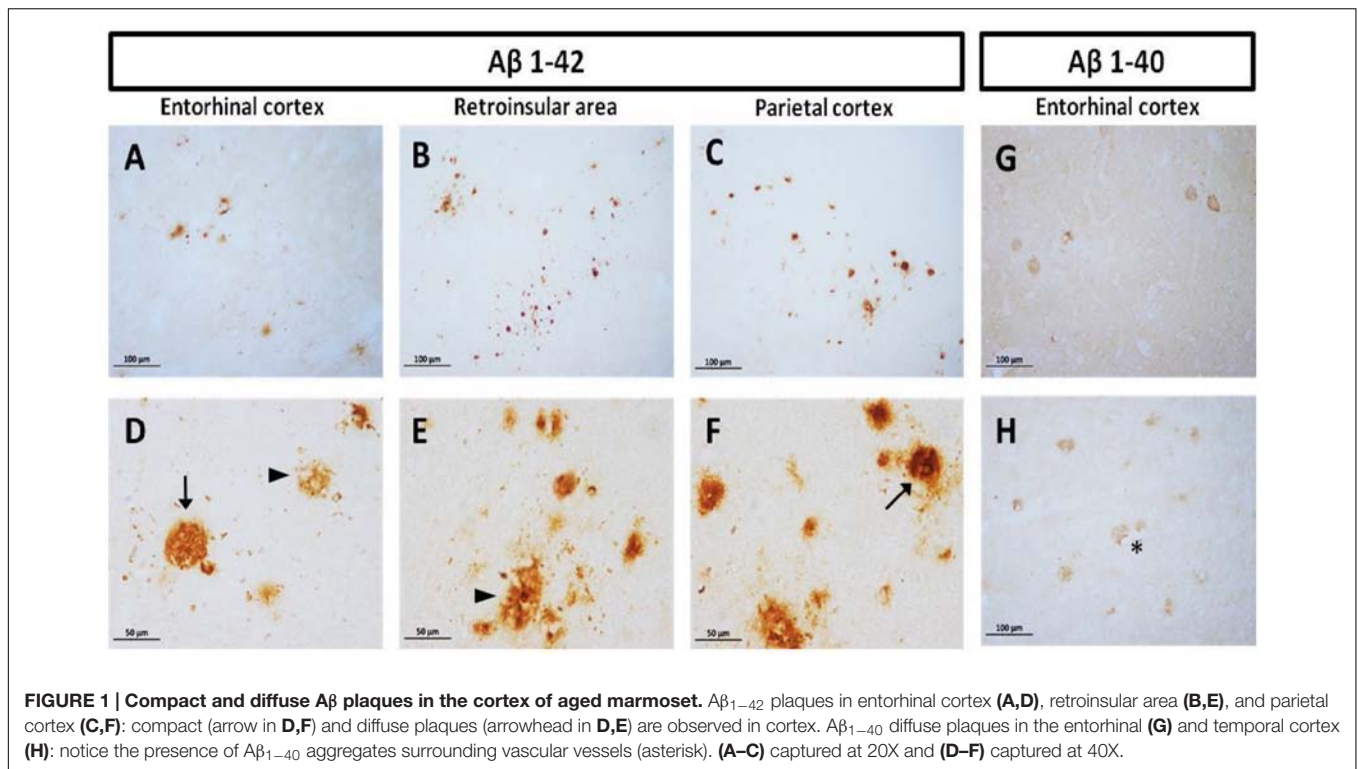 Aβ 1-42
Aβ 1-40
Entorhinal cortex
Retroinsular area
Parietal cortex
Entorhinal cortex
A
B
C
G
100 µm
100 µm
100 µm
100 µm
D
E
F
H
*
50 µm
50 µm
50 µm
100 µm
FIGURE 1 | Compact and diffuse Aβ plaques in the cortex of aged marmoset. Aβ1−42 plaques in entorhinal cortex (A,D), retroinsular area (B,E), and parietal
cortex (C,F): compact (arrow in D,F) and diffuse plaques (arrowhead in D,E) are observed in cortex. Aβ1−40 diffuse plaques in the entorhinal (G) and temporal cortex
(H): notice the presence of Aβ1−40 aggregates surrounding vascular vessels (asterisk). (A–C) captured at 20X and (D–F) captured at 40X.